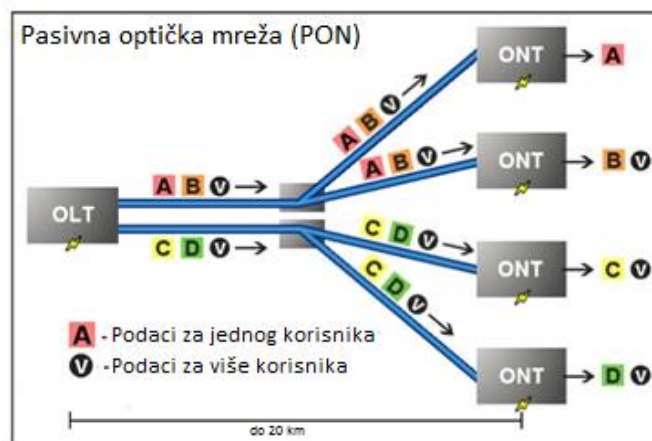 Pasivna optička mreža (PON)
ONT
A
A B V
A B V
ONT
B V
A B V
OLT
C D V
C D V
ONT
C V
C D V
A - Podaci za jednog korisnika
V -Podaci za više korisnika
ONT
D V
do 20 km